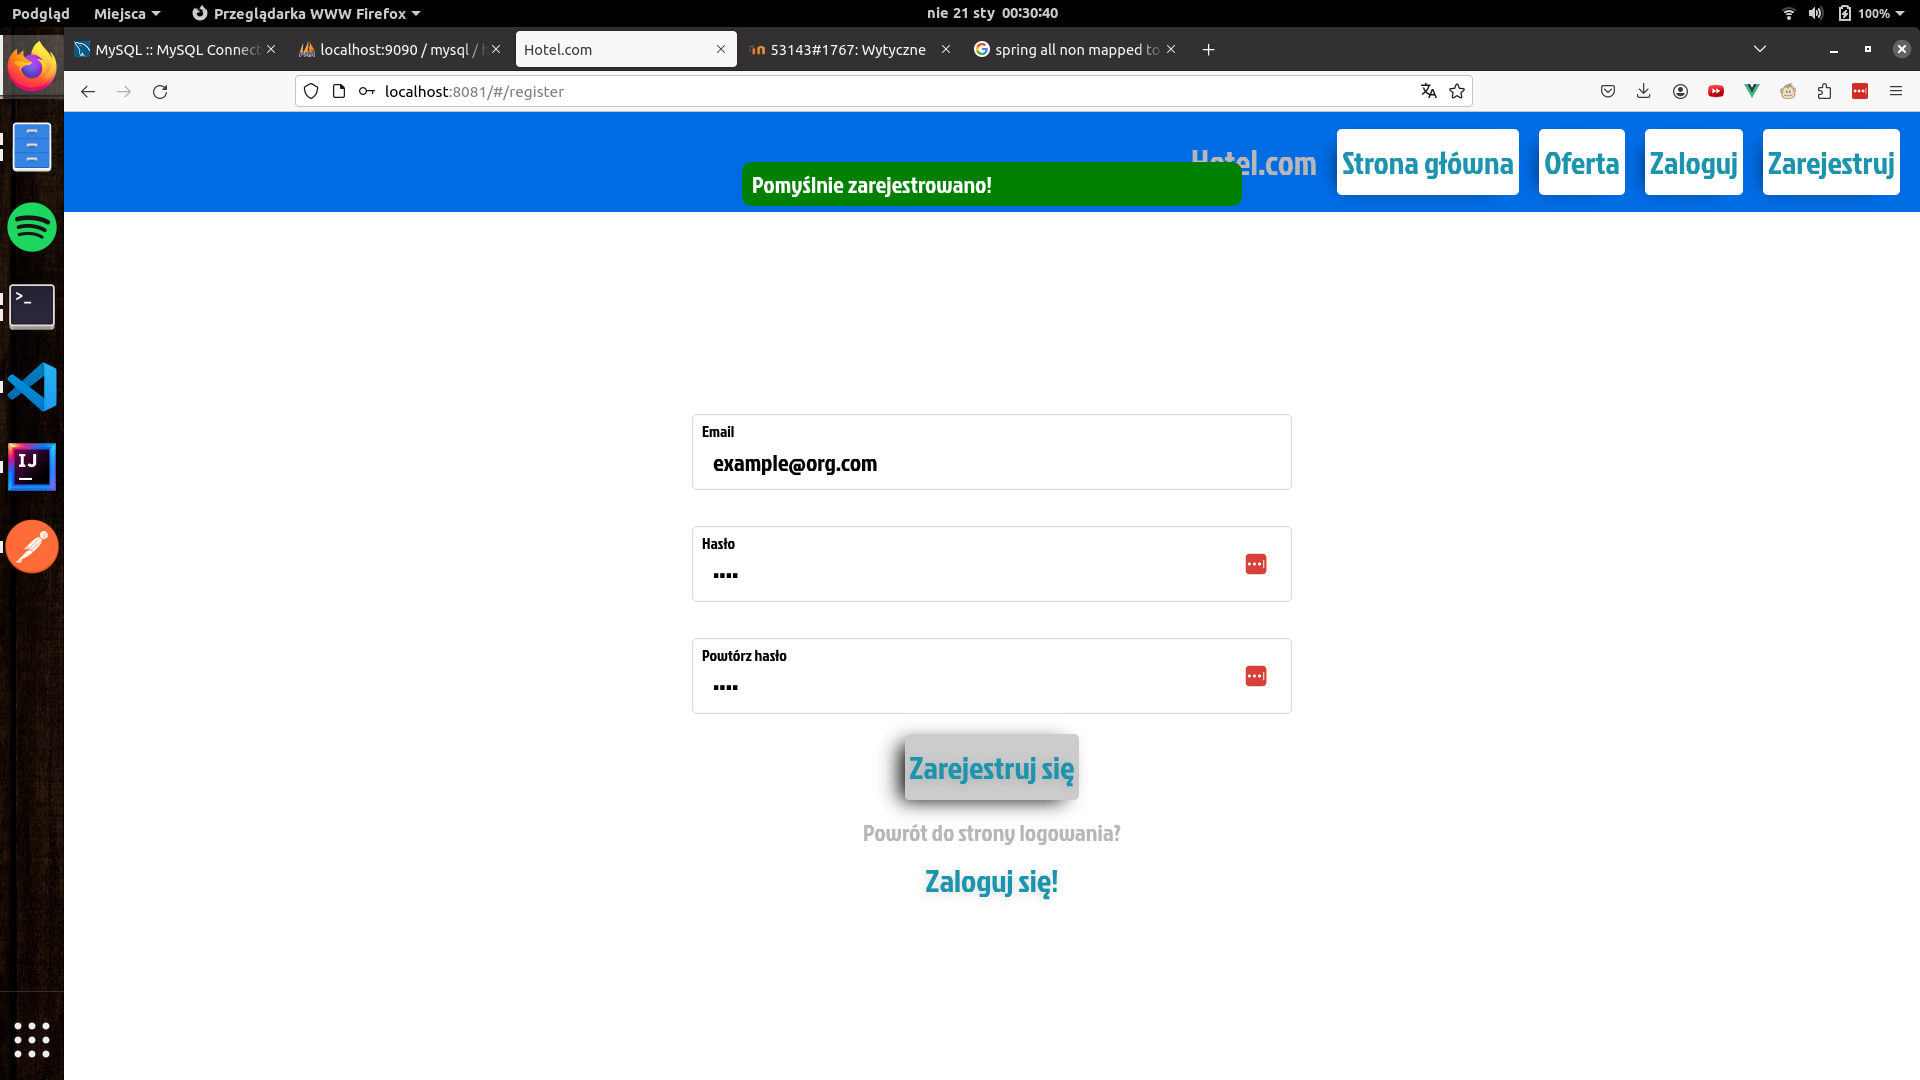 Podgląd Miejsca Przeglądarka WWW Firefox nie 21 sty 00:30:40 100%
MySQL :: MySQL Connect localhost:9090 / mysql / Hotel.com 53143#1767: Wytyczne spring all non mapped to
localhost:8081/#/register
Hotel.com Strona główna Oferta Zaloguj Zarejestruj
Pomyślnie zarejestrowano!
Email
example@org.com
Hasło
Powtórz hasło
Zarejestruj się
Powrót do strony logowania?
Zaloguj się!